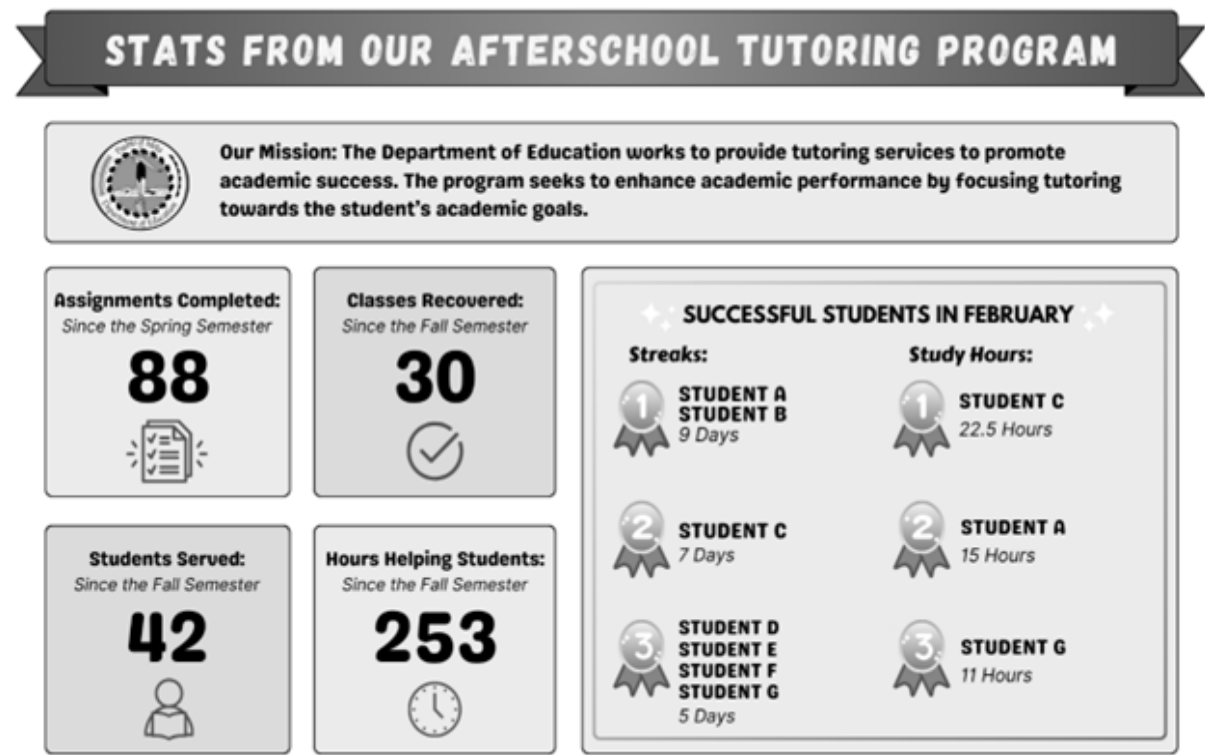 STATS FROM OUR AFTERSCHOOL TUTORING PROGRAM
Our Mission: The Department of Education works to provide tutoring services to promote
academic success. The program seeks to enhance academic performance by focusing tutoring
towards the student's academic goals.
Department of Education
Assignments Completed:
Since the Spring Semester
88
Classes Recovered:
Since the Fall Semester
30
Students Served:
Since the Fall Semester
42
Hours Helping Students:
Since the Fall Semester
253
SUCCESSFUL STUDENTS IN FEBRUARY
Streaks:
1
STUDENT A
STUDENT B
9 Days
2
STUDENT C
7 Days
3
STUDENT D
STUDENT E
STUDENT F
STUDENT G
5 Days
Study Hours:
1
STUDENT C
22.5 Hours
2
STUDENT A
15 Hours
3
STUDENT G
11 Hours